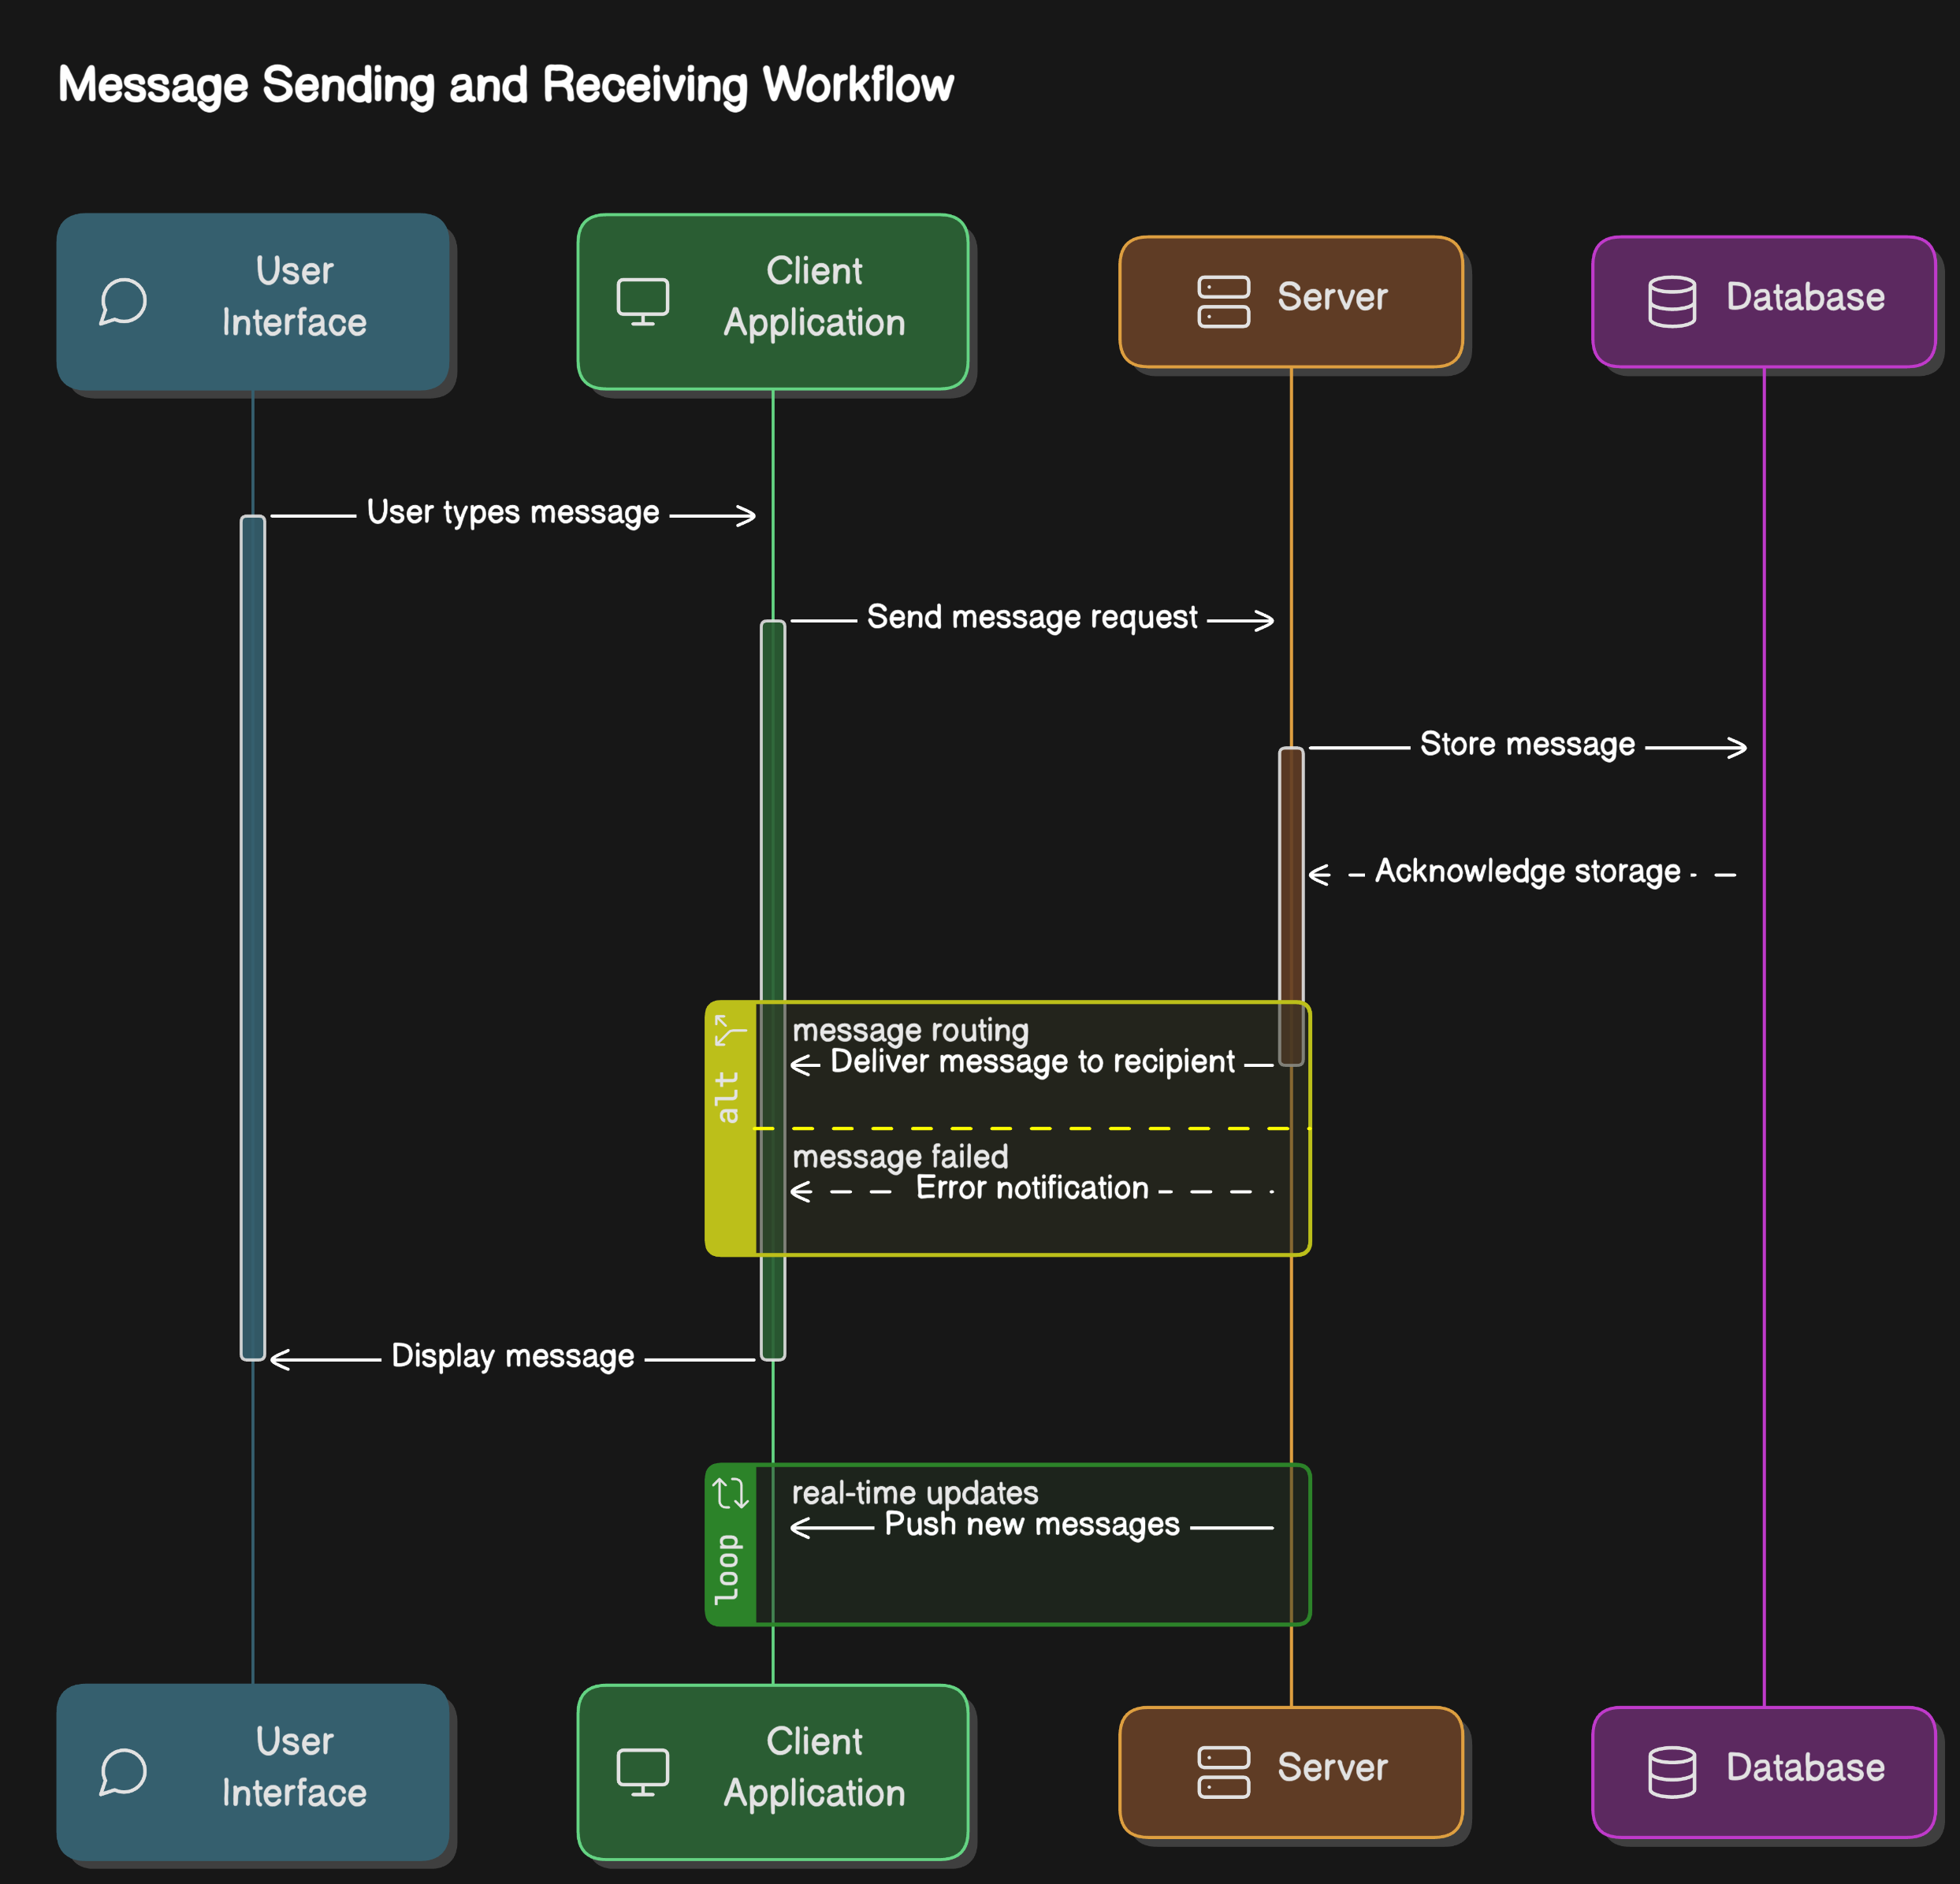 Message Sending and Receiving Workflow
User
Interface
Client
Application
Server
Database
User types message
Send message request
Store message
Acknowledge storage
alt
message routing
Deliver message to recipient
message failed
Error notification
Display message
loop
real-time updates
Push new messages
User
Interface
Client
Application
Server
Database